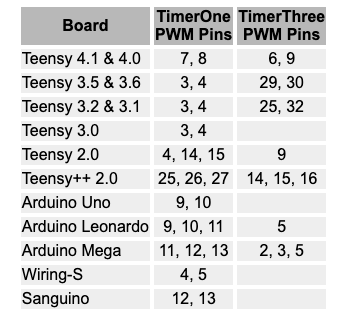 Board TimerOne PWM Pins TimerThree PWM Pins
Teensy 4.1 & 4.0 7, 8 6, 9
Teensy 3.5 & 3.6 3, 4 29, 30
Teensy 3.2 & 3.1 3, 4 25, 32
Teensy 3.0 3, 4
Teensy 2.0 4, 14, 15 9
Teensy++ 2.0 25, 26, 27 14, 15, 16
Arduino Uno 9, 10
Arduino Leonardo 9, 10, 11 5
Arduino Mega 11, 12, 13 2, 3, 5
Wiring-S 4, 5
Sanguino 12, 13